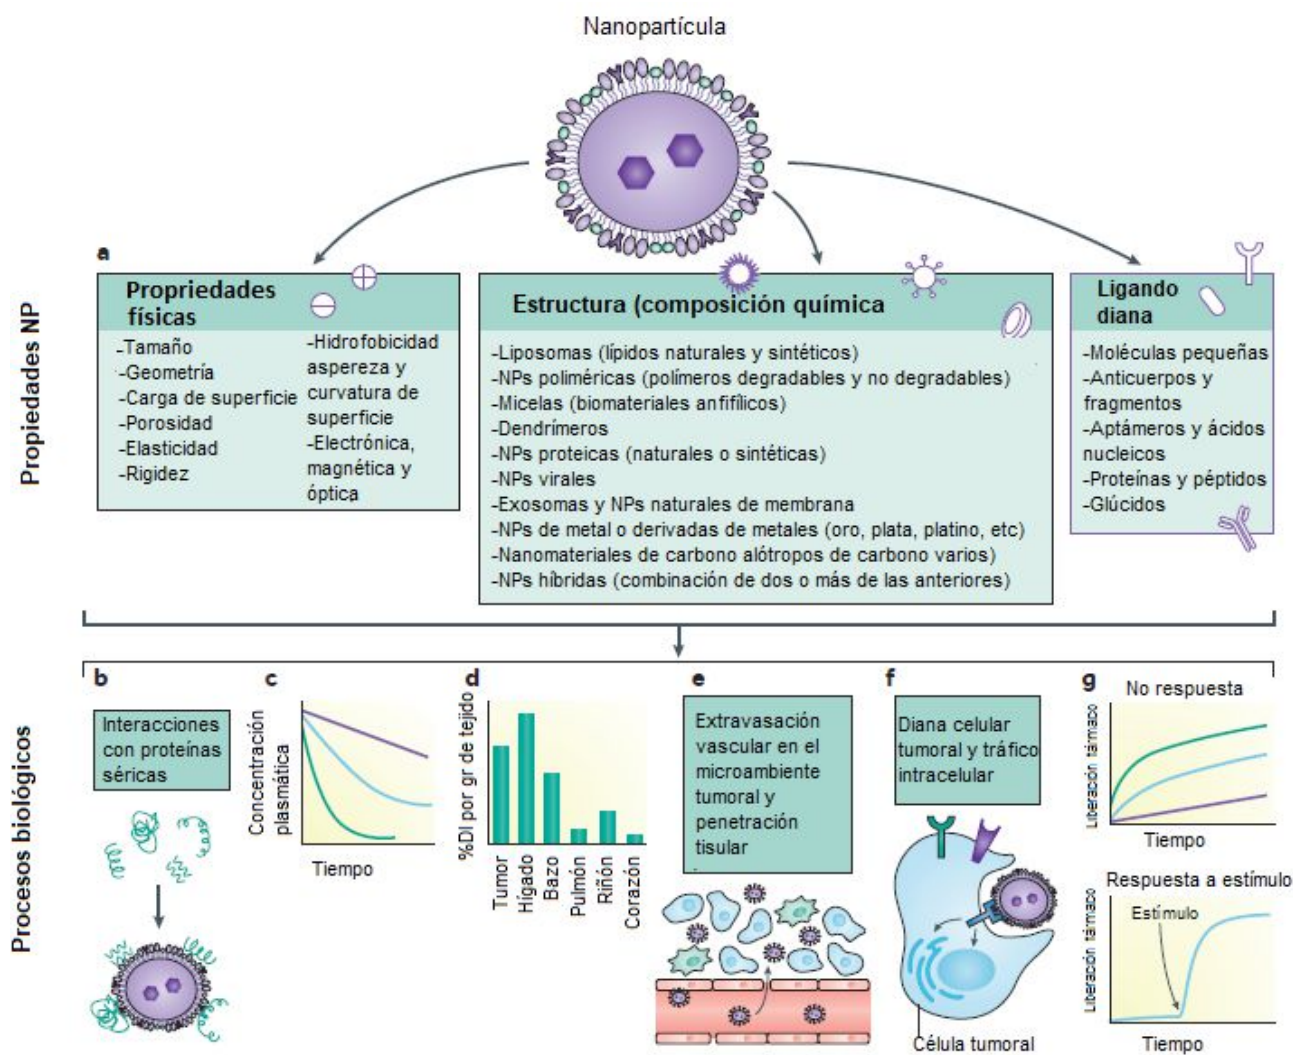 Nanopartícula
Propiedades NP
a
Propriedades
físicas
-Tamaño
-Geometría
-Carga de superficie
-Porosidad
-Elasticidad
-Rigidez
-Hidrofobicidad
aspereza y
curvatura de
superficie
-Electrónica,
magnética y
óptica
Estructura (composición química
-Liposomas (lípidos naturales y sintéticos)
-NPs poliméricas (polímeros degradables y no degradables)
-Micelas (biomateriales anfifílicos)
-Dendrímeros
-NPs proteicas (naturales o sintéticas)
-NPs virales
-Exosomas y NPs naturales de membrana
-NPs de metal o derivadas de metales (oro, plata, platino, etc)
-Nanomateriales de carbono alótropos de carbono varios)
-NPs híbridas (combinación de dos o más de las anteriores)
Ligando
diana
-Moléculas pequeñas
-Anticuerpos y
fragmentos
-Aptámeros y ácidos
nucleicos
-Proteínas y péptidos
-Glúcidos
Procesos biológicos
b
Interacciones
con proteínas
séricas
c
Concentración
plasmática
Tiempo
d
%DI por gr de tejido
Tumor
Hígado
Bazo
Pulmón
Riñón
Corazón
e
Extravasación
vascular en el
microambiente
tumoral y
penetración
tisular
f
Diana celular
tumoral y tráfico
intracelular
Célula tumoral
g
No respuesta
Liberación fármaco
Tiempo
Respuesta a estímulo
Liberación fármaco
Estímulo
Tiempo